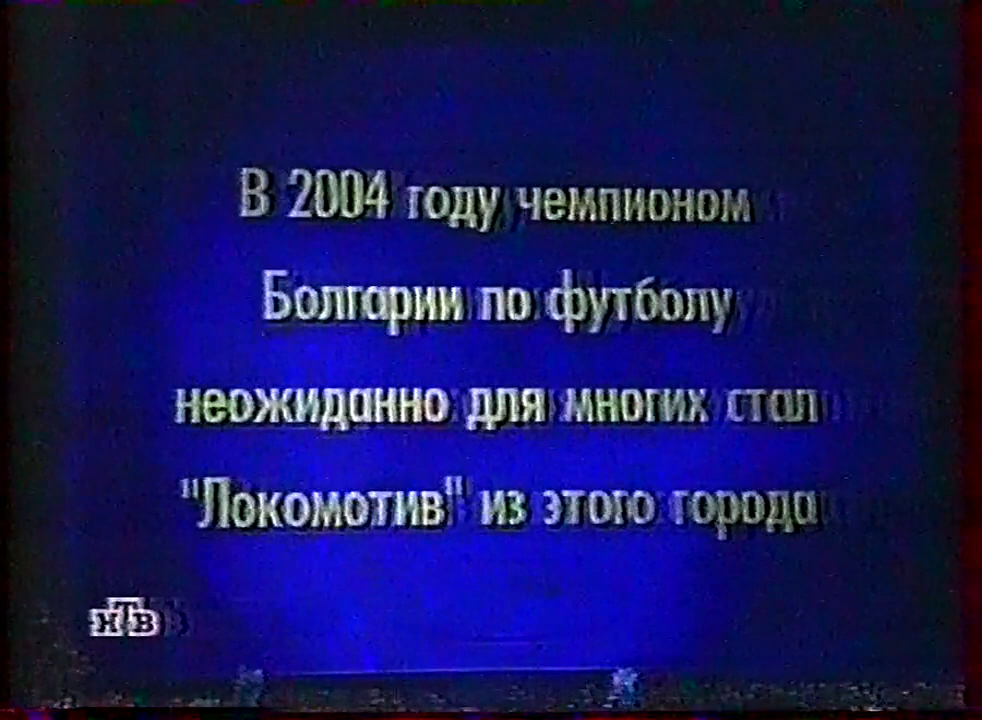 В 2004 году чемпионом
Болгарии по футболу
неожиданно для многих стал
"Локомотив" из этого города
НТВ